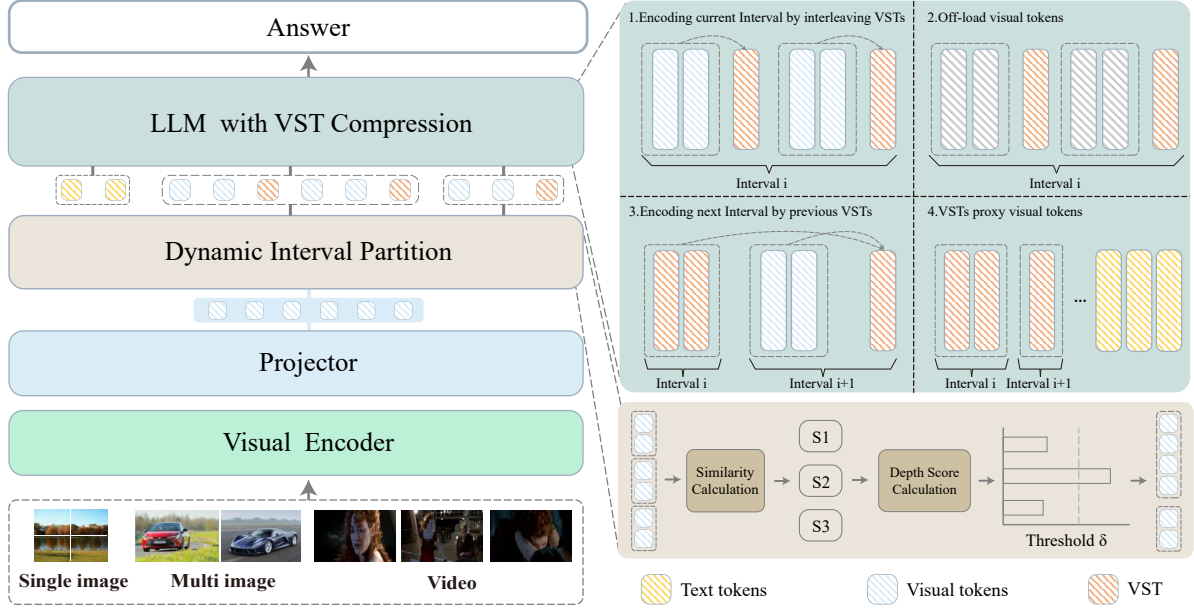 Answer
LLM with VST Compression
Dynamic Interval Partition
Projector
Visual Encoder
Single image
Multi image
Video
1.Encoding current Interval by interleaving VSTs
Interval i
2.Off-load visual tokens
Interval i
3.Encoding next Interval by previous VSTs
Interval i
Interval i+1
4.VSTs proxy visual tokens
...
Interval i
Interval i+1
Similarity
Calculation
S1
S2
S3
Depth Score
Calculation
Threshold δ
Text tokens
Visual tokens
VST